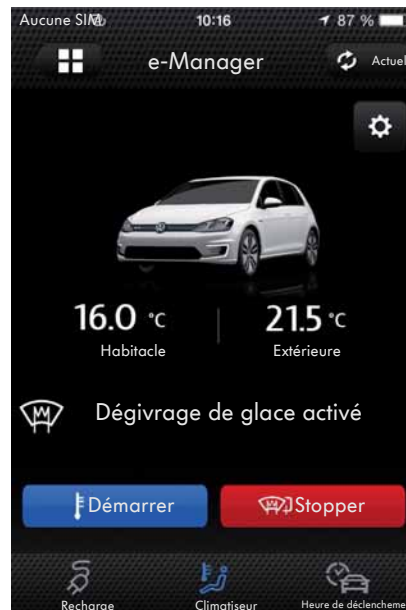 Aucune SIM 10:16 87 %
e-Manager Actuel
16.0 °C 21.5 °C
Habitacle Extérieure
Dégivrage de glace activé
Démarrer Stopper
Recharge Climatiseur Heure de déclencheme